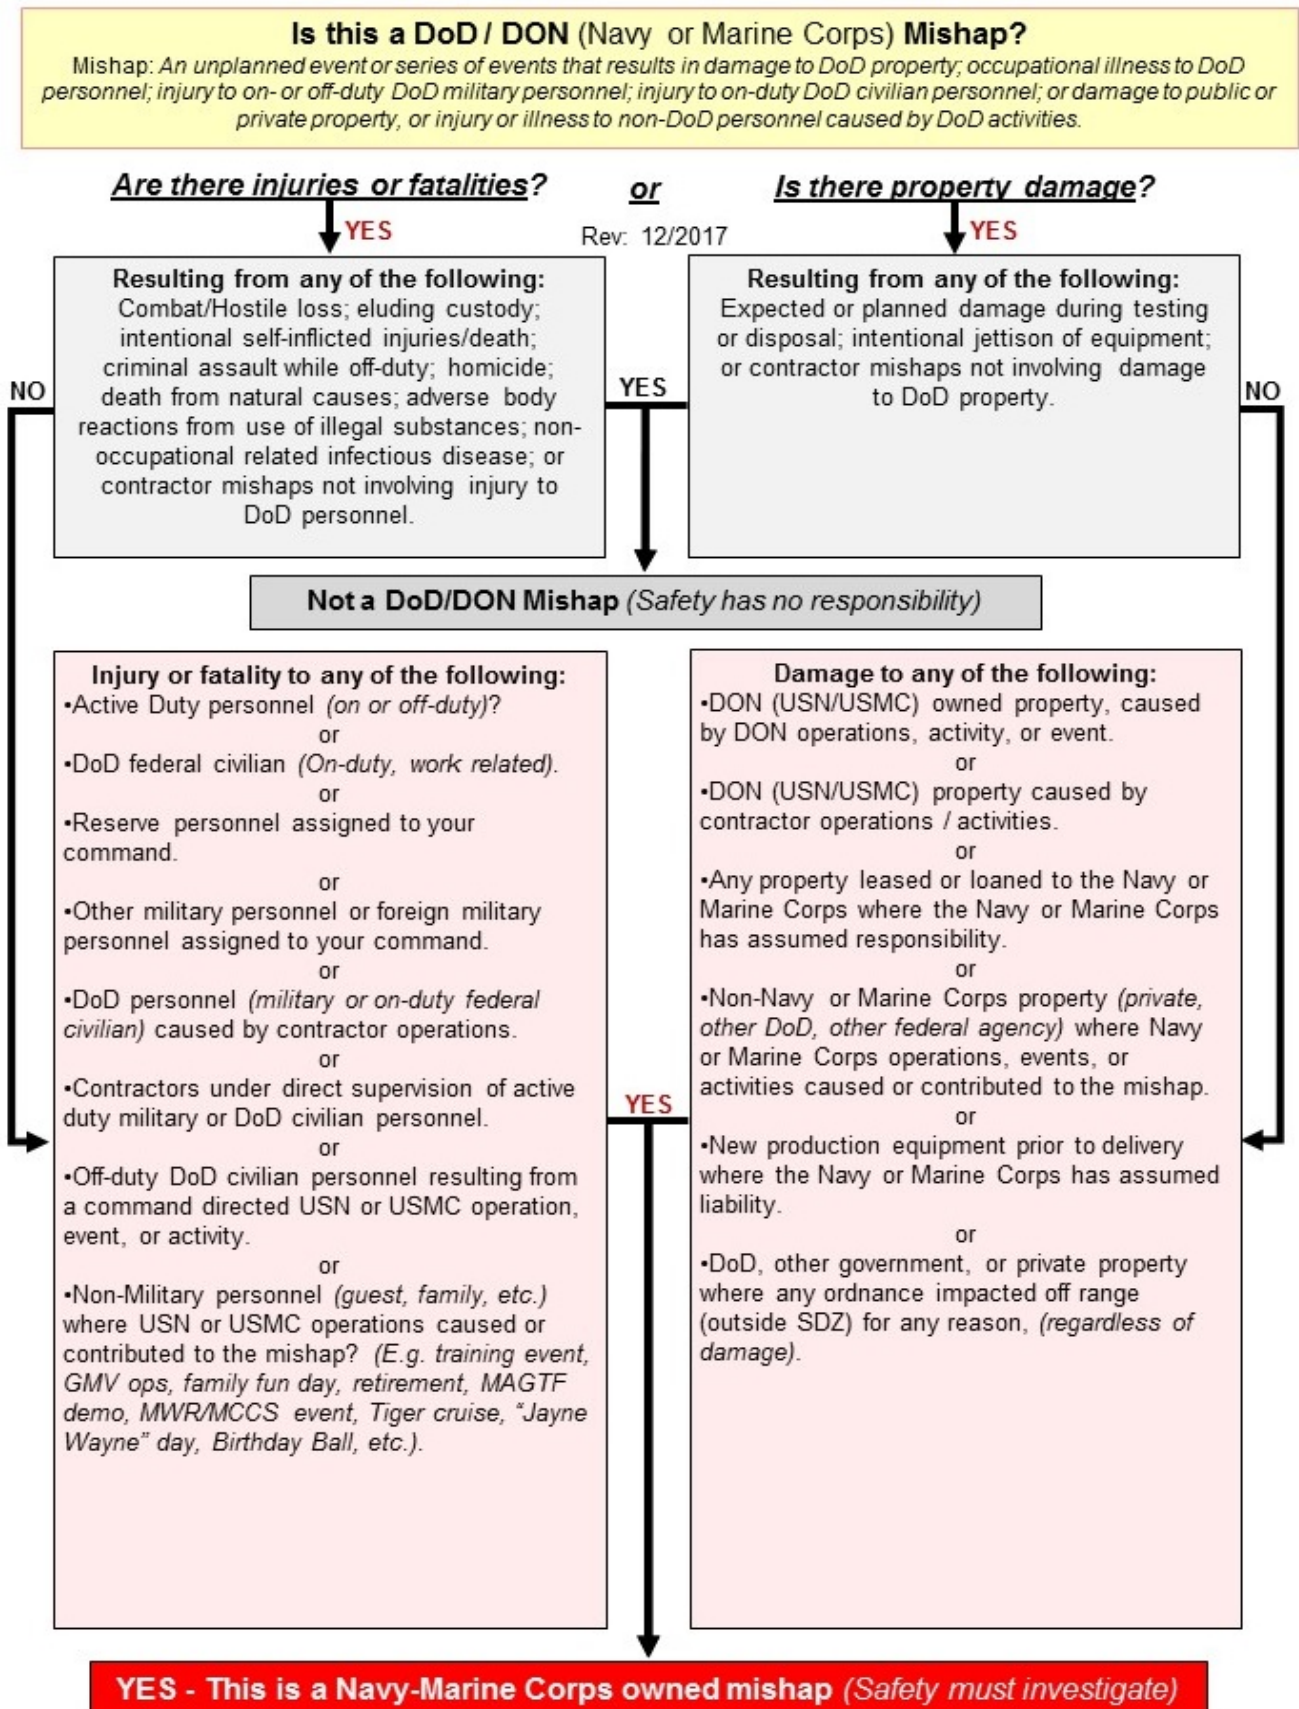 Is this a DoD / DON (Navy or Marine Corps) Mishap?
Mishap: An unplanned event or series of events that results in damage to DoD property; occupational illness to DoD
personnel; injury to on- or off-duty DoD military personnel; injury to on-duty DoD civilian personnel; or damage to public or
private property, or injury or illness to non-DoD personnel caused by DoD activities.
Are there injuries or fatalities?
or
Is there property damage?
YES
Rev: 12/2017
YES
Resulting from any of the following:
Combat/Hostile loss; eluding custody;
intentional self-inflicted injuries/death;
criminal assault while off-duty; homicide;
death from natural causes; adverse body
reactions from use of illegal substances; non-
occupational related infectious disease; or
contractor mishaps not involving injury to
DoD personnel.
Resulting from any of the following:
Expected or planned damage during testing
or disposal; intentional jettison of equipment;
or contractor mishaps not involving damage
to DoD property.
NO
YES
NO
Not a DoD/DON Mishap (Safety has no responsibility)
Injury or fatality to any of the following:
•Active Duty personnel (on or off-duty)?
or
•DoD federal civilian (On-duty, work related).
or
•Reserve personnel assigned to your
command.
or
•Other military personnel or foreign military
personnel assigned to your command.
or
•DoD personnel (military or on-duty federal
civilian) caused by contractor operations.
or
•Contractors under direct supervision of active
duty military or DoD civilian personnel.
or
•Off-duty DoD civilian personnel resulting from
a command directed USN or USMC operation,
event, or activity.
or
•Non-Military personnel (guest, family, etc.)
where USN or USMC operations caused or
contributed to the mishap? (E.g. training event,
GMV ops, family fun day, retirement, MAGTF
demo, MWR/MCCS event, Tiger cruise, "Jayne
Wayne" day, Birthday Ball, etc.).
YES
Damage to any of the following:
•DON (USN/USMC) owned property, caused
by DON operations, activity, or event.
or
•DON (USN/USMC) property caused by
contractor operations / activities.
or
•Any property leased or loaned to the Navy or
Marine Corps where the Navy or Marine Corps
has assumed responsibility.
or
•Non-Navy or Marine Corps property (private,
other DoD, other federal agency) where Navy
or Marine Corps operations, events, or
activities caused or contributed to the mishap.
or
•New production equipment prior to delivery
where the Navy or Marine Corps has assumed
liability.
or
•DoD, other government, or private property
where any ordnance impacted off range
(outside SDZ) for any reason, (regardless of
damage).
YES - This is a Navy-Marine Corps owned mishap (Safety must investigate)